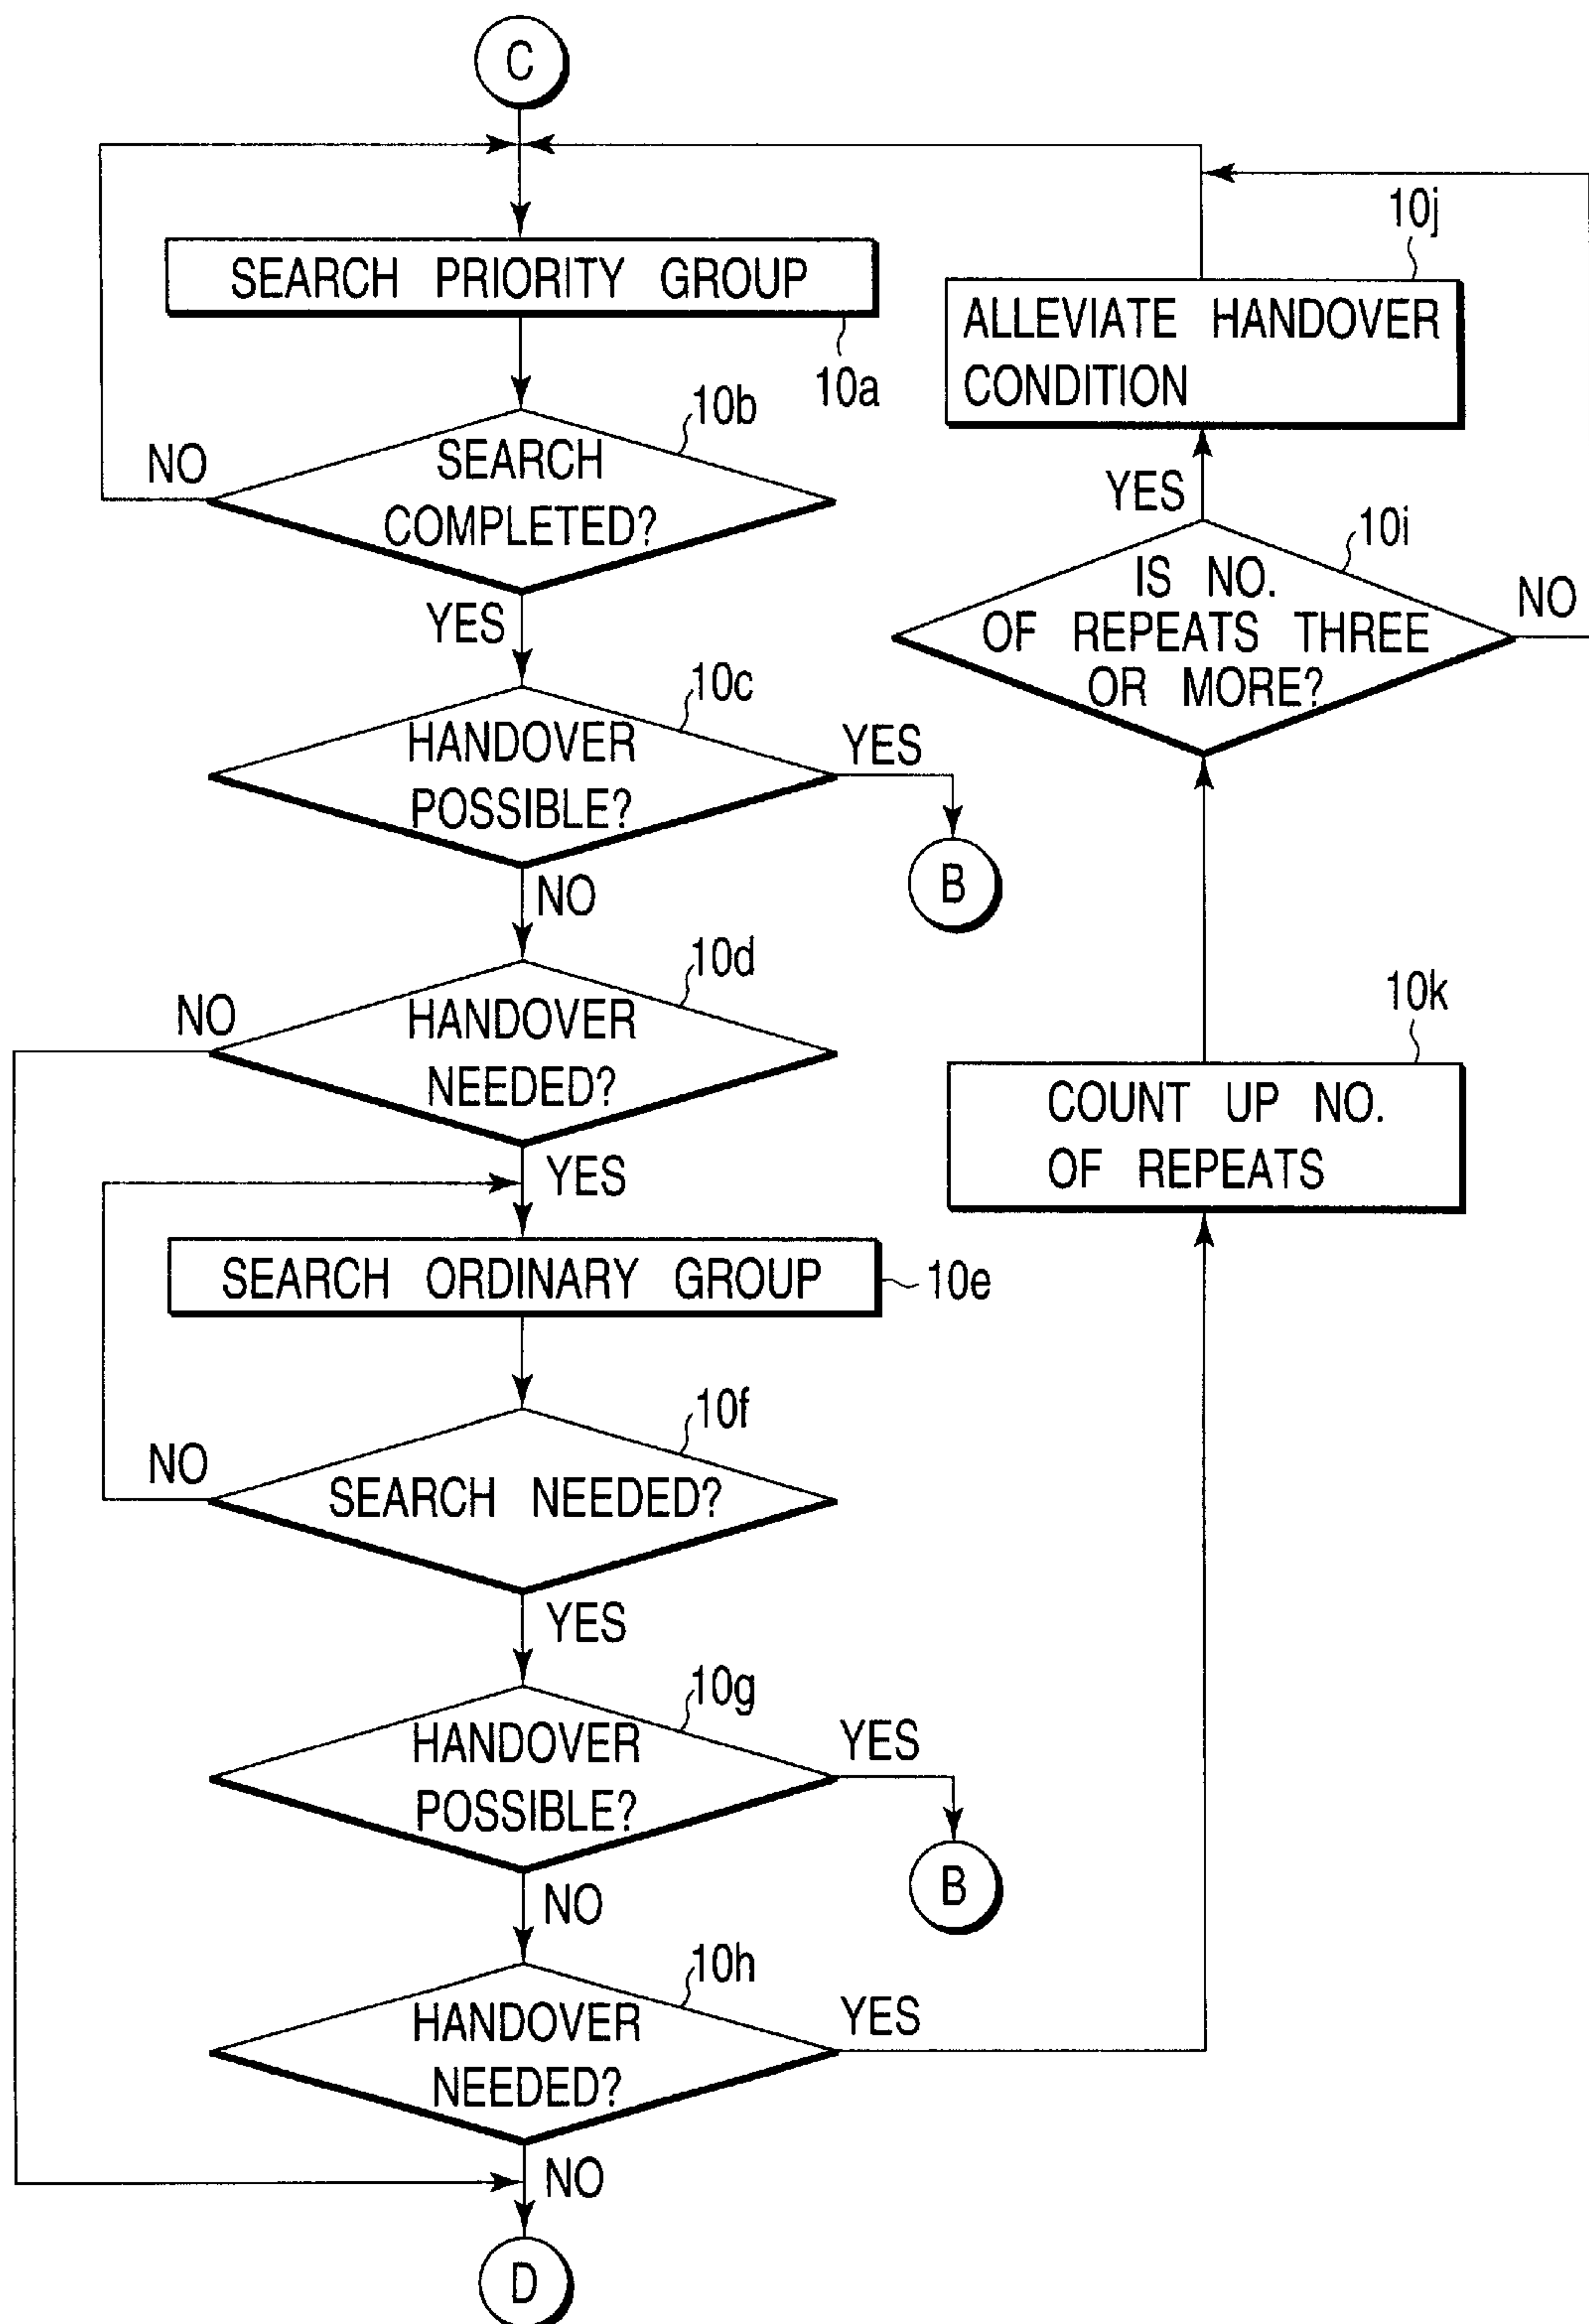 C
SEARCH PRIORITY GROUP
10a
10b
SEARCH
COMPLETED?
NO
YES
10c
HANDOVER
POSSIBLE?
YES
B
NO
10d
HANDOVER
NEEDED?
NO
YES
SEARCH ORDINARY GROUP
10e
10f
SEARCH NEEDED?
NO
YES
10g
HANDOVER
POSSIBLE?
YES
B
NO
10h
HANDOVER
NEEDED?
YES
NO
D
10k
COUNT UP NO.
OF REPEATS
10i
IS NO.
OF REPEATS THREE
OR MORE?
NO
YES
10j
ALLEVIATE HANDOVER
CONDITION